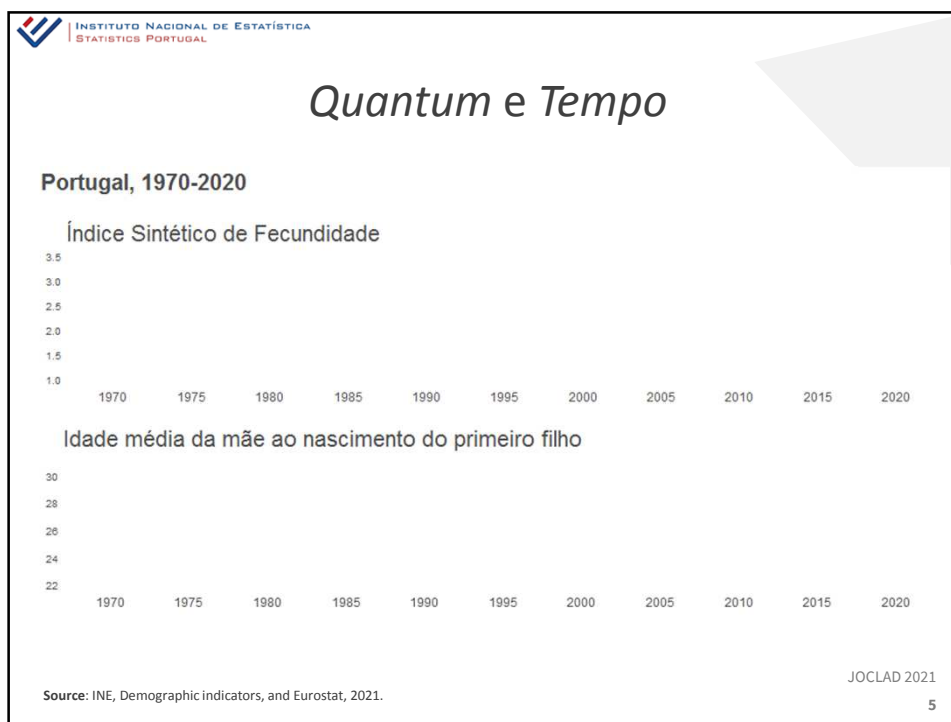 INSTITUTO NACIONAL DE ESTATÍSTICA
STATISTICS PORTUGAL
Quantum e Tempo
Portugal, 1970-2020
Índice Sintético de Fecundidade
3.5
3.0
2.5
2.0
1.5
1.0
1970 1975 1980 1985 1990 1995 2000 2005 2010 2015 2020
Idade média da mãe ao nascimento do primeiro filho
30
28
26
24
22
1970 1975 1980 1985 1990 1995 2000 2005 2010 2015 2020
JOCLAD 2021
Source: INE, Demographic indicators, and Eurostat, 2021.
5